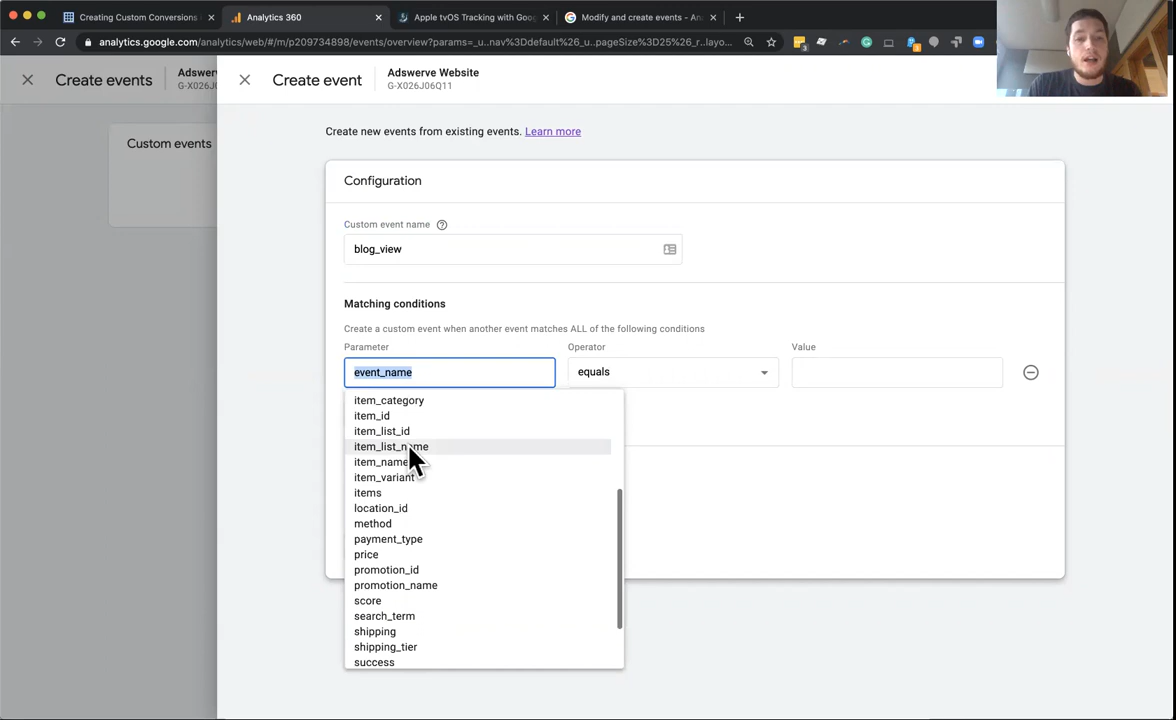 Creating Custom Conversions
Analytics 360
Apple tvOS Tracking with Goog
Modify and create events - An
analytics.google.com/analytics/web/#/m/p209734898/events/overview?params=_u..nav%3Ddefault%26_u..pageSize%3D25%26_r..layo...
3
Create events
Adswe
G-X026J0
Create event
Adswerve Website
G-X026J06Q11
Create new events from existing events. Learn more
Custom events
Configuration
Custom event name
blog_view
Matching conditions
Create a custom event when another event matches ALL of the following conditions
Parameter
Operator
Value
event_name
equals
item_category
item_id
item_list_id
item_list_name
item_name
item_variant
items
location_id
method
payment_type
price
promotion_id
promotion_name
score
search_term
shipping
shipping_tier
success